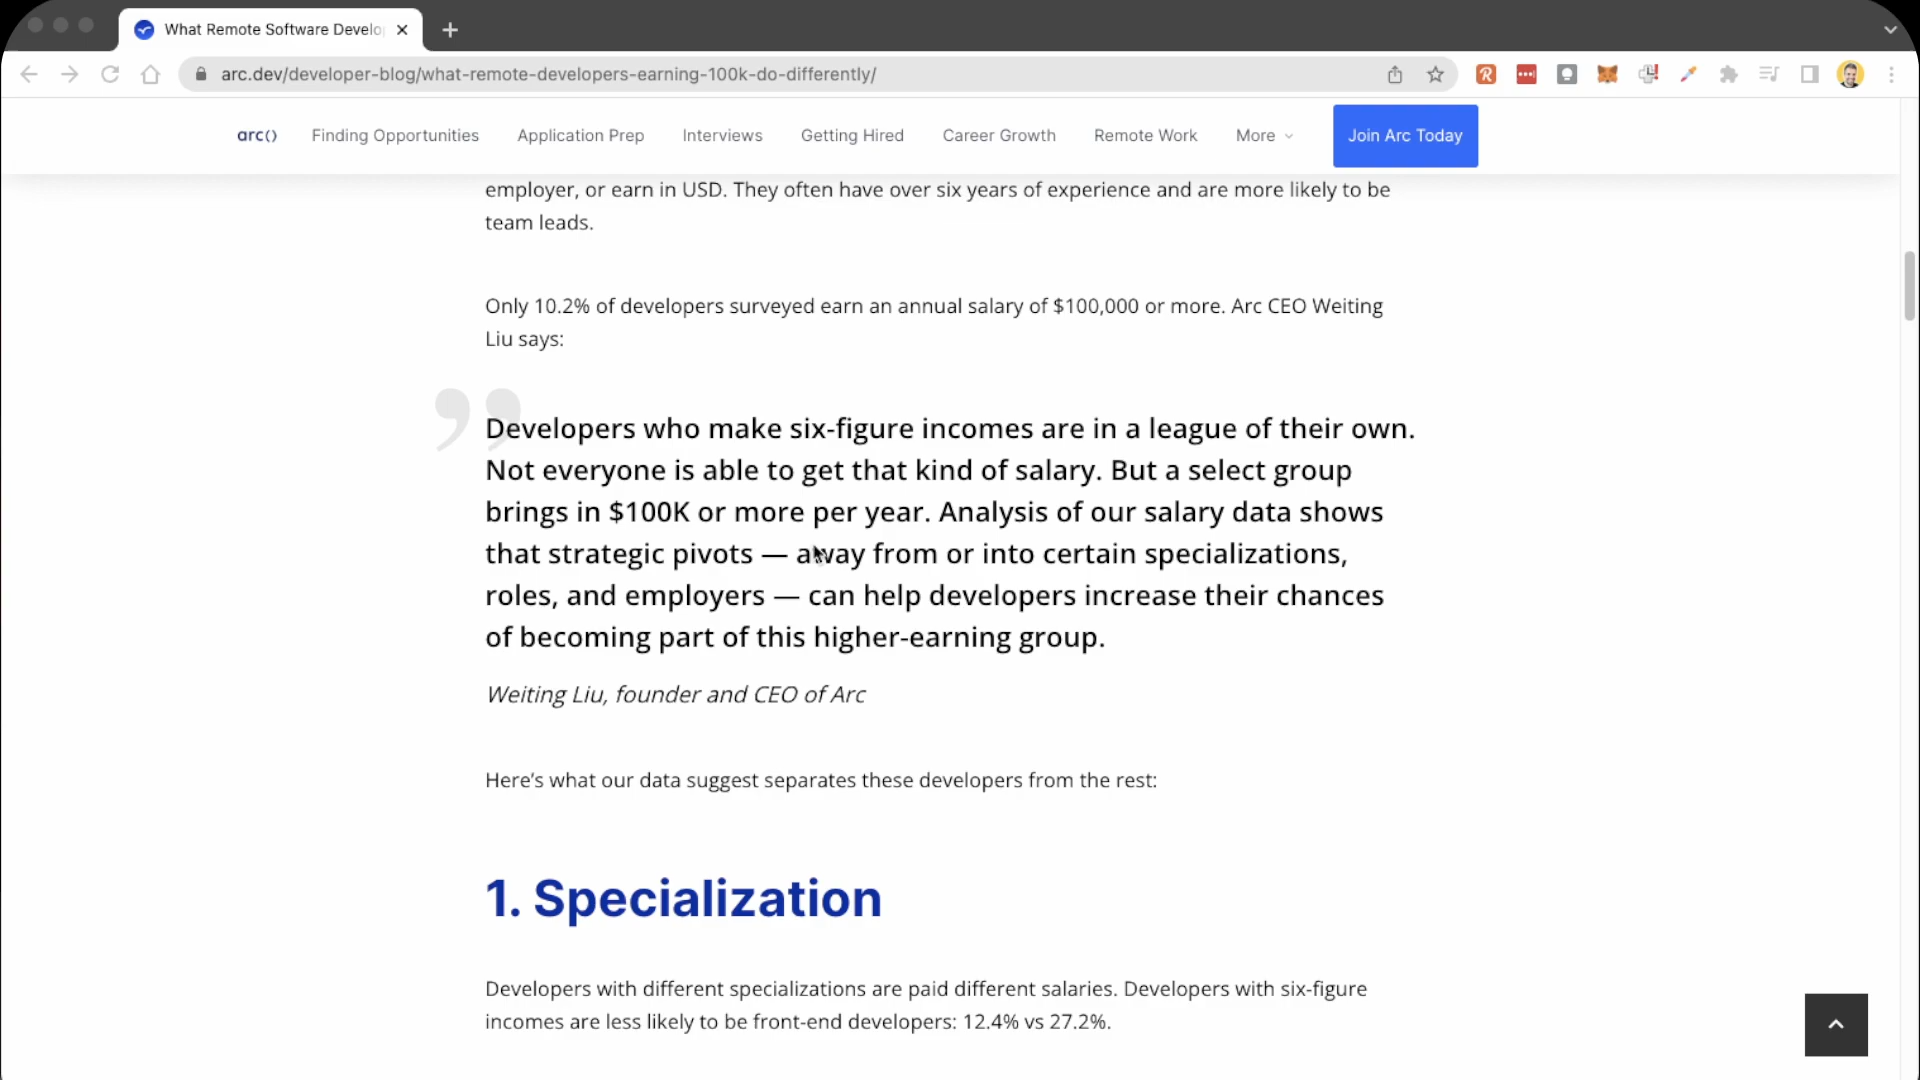 What Remote Software Develo
arc.dev/developer-blog/what-remote-developers-earning-100k-do-differently/
arc() Finding Opportunities Application Prep Interviews Getting Hired Career Growth Remote Work More Join Arc Today
employer, or earn in USD. They often have over six years of experience and are more likely to be
team leads.
Only 10.2% of developers surveyed earn an annual salary of $100,000 or more. Arc CEO Weiting
Liu says:
Developers who make six-figure incomes are in a league of their own.
Not everyone is able to get that kind of salary. But a select group
brings in $100K or more per year. Analysis of our salary data shows
that strategic pivots — away from or into certain specializations,
roles, and employers — can help developers increase their chances
of becoming part of this higher-earning group.
Weiting Liu, founder and CEO of Arc
Here’s what our data suggest separates these developers from the rest:
1. Specialization
Developers with different specializations are paid different salaries. Developers with six-figure
incomes are less likely to be front-end developers: 12.4% vs 27.2%.